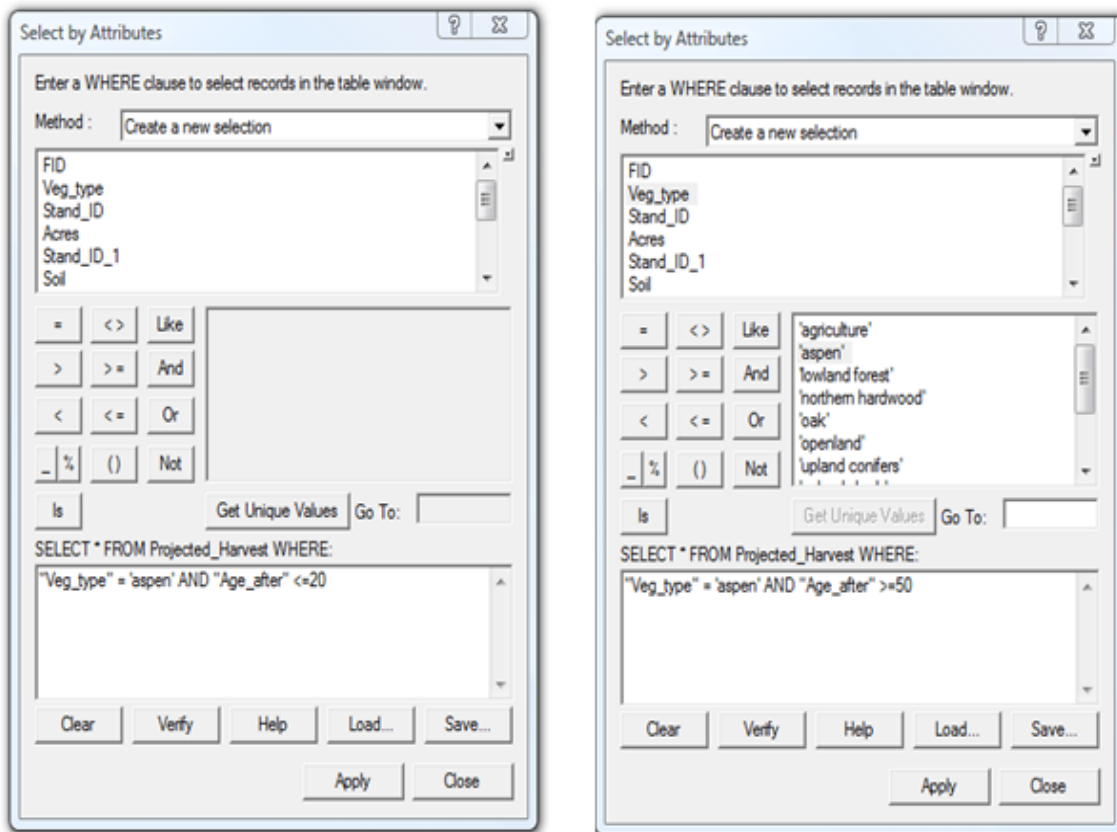 Select by Attributes
Enter a WHERE clause to select records in the table window.
Method : Create a new selection
FID
Veg_type
Stand_ID
Acres
Stand_ID_1
Soil
= <> Like
> >= And
< <= Or
_ % () Not
Is Get Unique Values Go To:
SELECT * FROM Projected_Harvest WHERE:
"Veg_type" = 'aspen' AND "Age_after" <=20
Clear Verify Help Load... Save...
Apply Close
Select by Attributes
Enter a WHERE clause to select records in the table window.
Method : Create a new selection
FID
Veg_type
Stand_ID
Acres
Stand_ID_1
Soil
= <> Like
> >= And
< <= Or
_ % () Not
'agriculture'
'aspen'
'lowland forest'
'northern hardwood'
'oak'
'openland'
'upland conifers'
Is Get Unique Values Go To:
SELECT * FROM Projected_Harvest WHERE:
"Veg_type" = 'aspen' AND "Age_after" >=50
Clear Verify Help Load... Save...
Apply Close